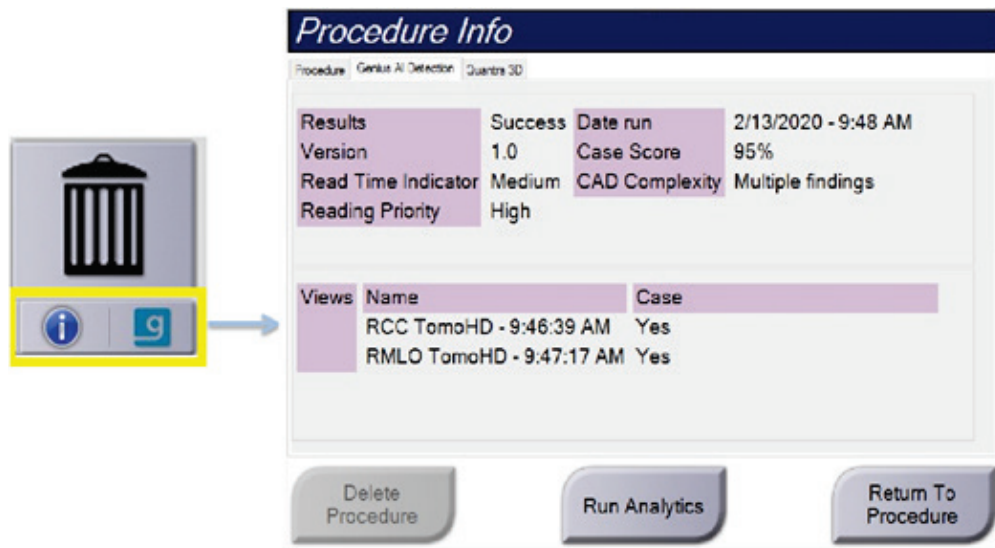 Procedure Info
Procedure Genius AI Detection Quantra 3D
Results Success Date run 2/13/2020 - 9:48 AM
Version 1.0 Case Score 95%
Read Time Indicator Medium CAD Complexity Multiple findings
Reading Priority High
i g
Views Name Case
RCC TomoHD - 9:46:39 AM Yes
RMLO TomoHD - 9:47:17 AM Yes
Delete Procedure
Run Analytics
Return To Procedure